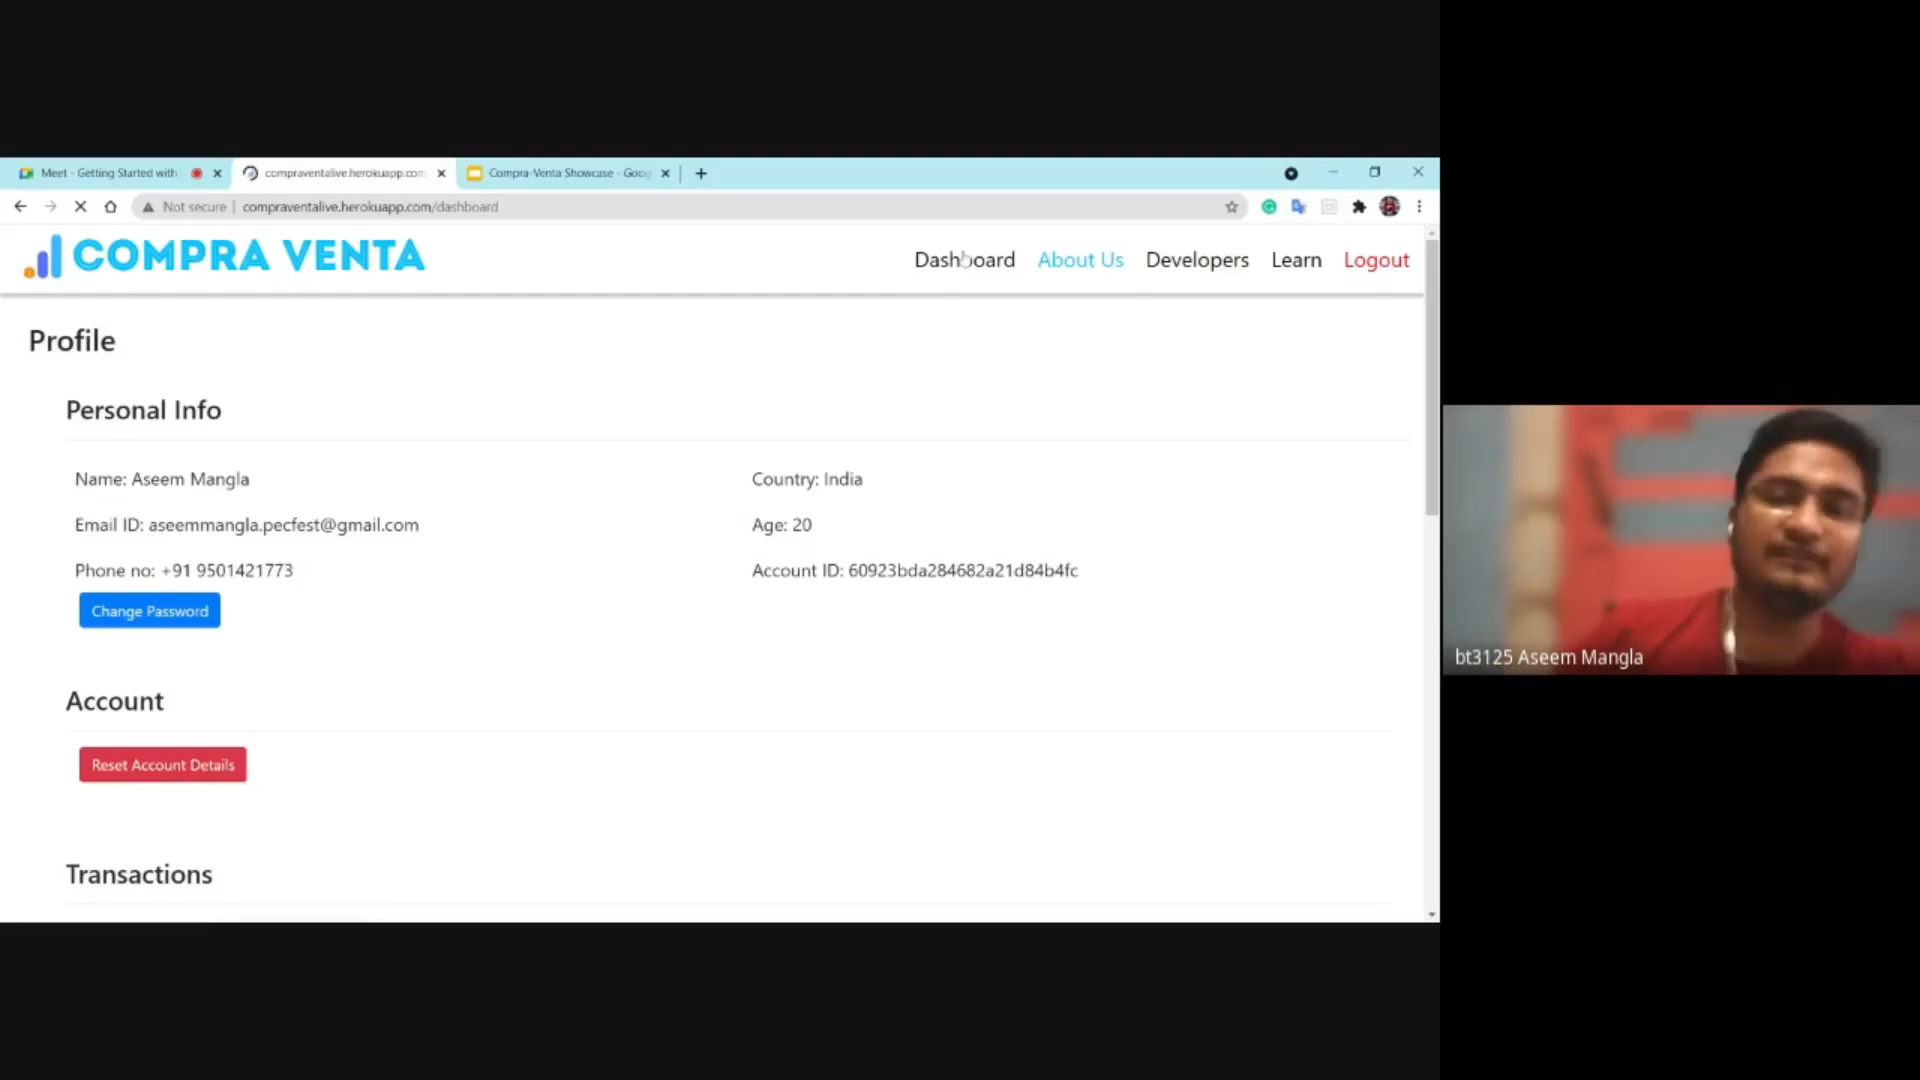 Meet - Getting Started with
compraventalive.herokuapp.com
Compra-Venta Showcase - Goog
Not secure | compraventalive.herokuapp.com/dashboard
COMPRA VENTA
Dashboard About Us Developers Learn Logout
Profile
Personal Info
Name: Aseem Mangla
Country: India
Email ID: aseemmangla.pecfest@gmail.com
Age: 20
Phone no: +91 9501421773
Account ID: 60923bda284682a21d84b4fc
Change Password
Account
Reset Account Details
Transactions
bt3125 Aseem Mangla